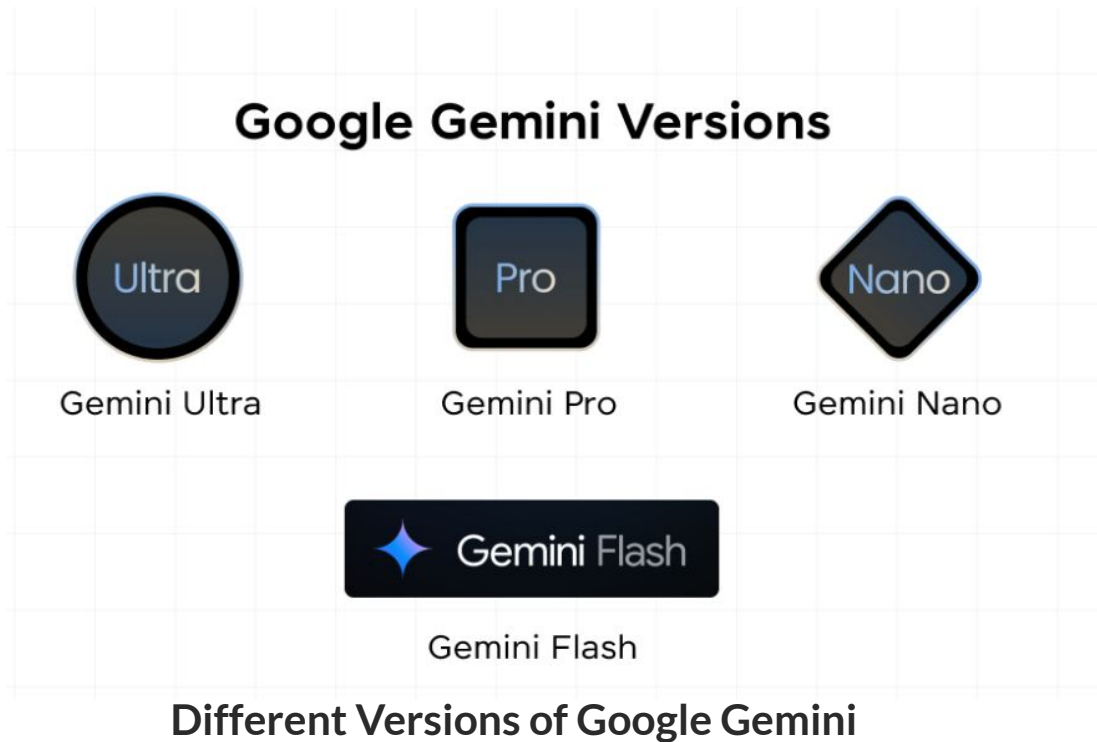 Google Gemini Versions
Ultra
Pro
Nano
Gemini Ultra
Gemini Pro
Gemini Nano
Gemini Flash
Gemini Flash
Different Versions of Google Gemini